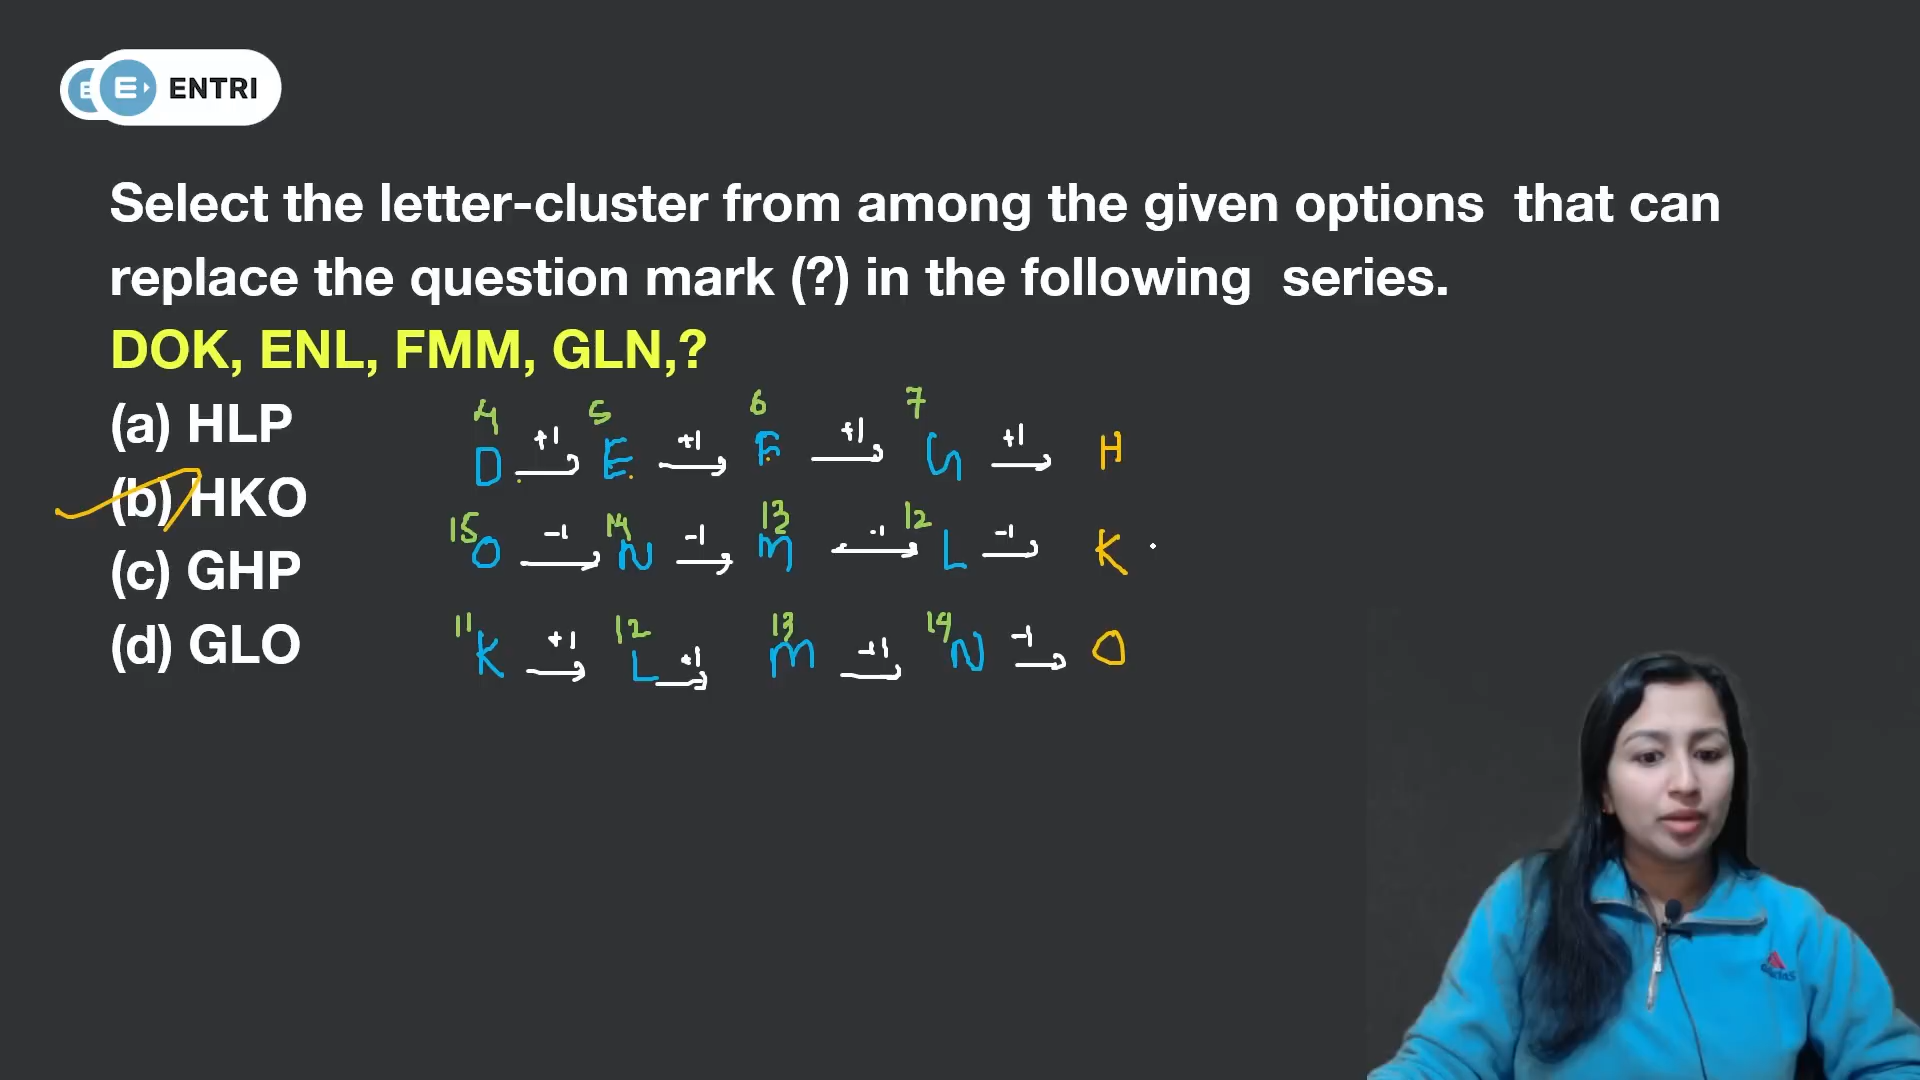 E E ENTRI
Select the letter-cluster from among the given options that can
replace the question mark (?) in the following series.
DOK, ENL, FMM, GLN,?
(a) HLP
(b) HKO
(c) GHP
(d) GLO
4 5 6 7
D +1 E +1 F +1 G +1 H
15 14 13 12
O -1 N -1 M -1 L -1 K
11 12 13 14
K +1 L +1 M +1 N -1 O
adidas